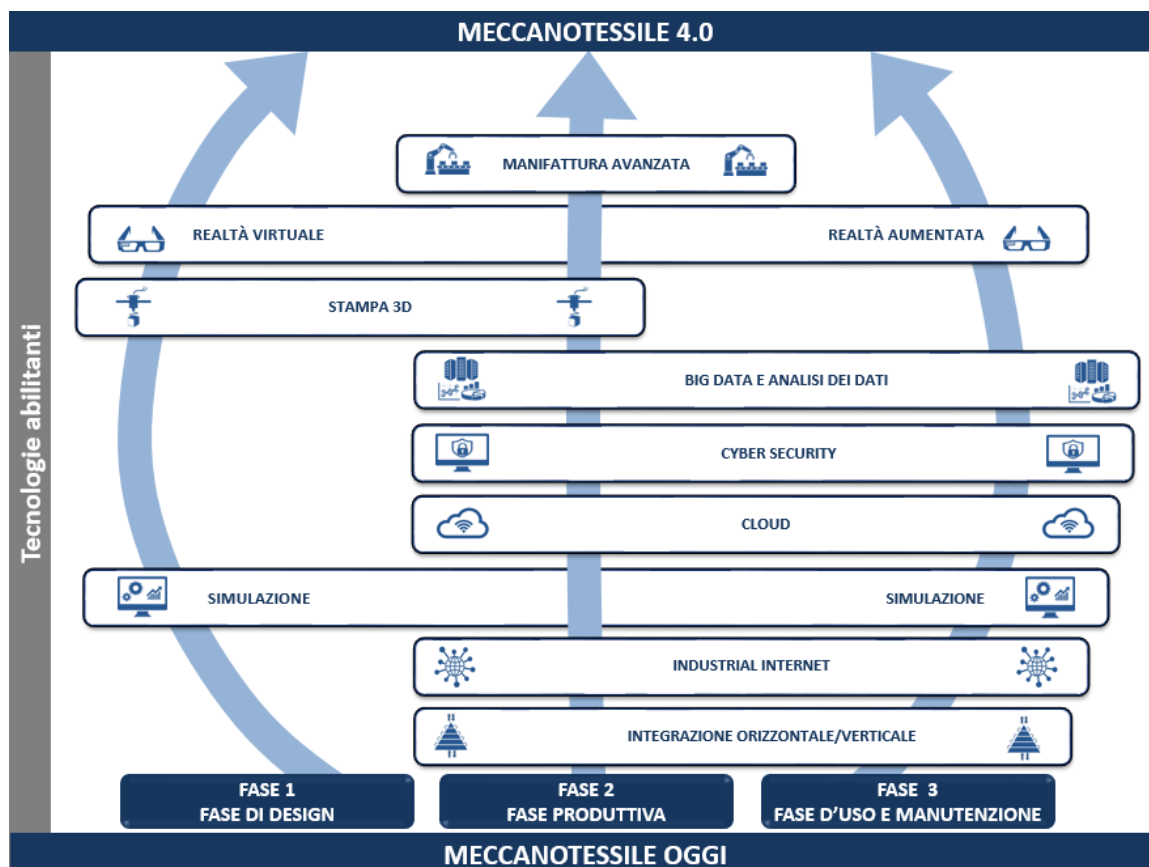 MECCANOTESSILE 4.0
Tecnologie abilitanti
MANIFATTURA AVANZATA
REALTÀ VIRTUALE
REALTÀ AUMENTATA
STAMPA 3D
BIG DATA E ANALISI DEI DATI
CYBER SECURITY
CLOUD
SIMULAZIONE
SIMULAZIONE
INDUSTRIAL INTERNET
INTEGRAZIONE ORIZZONTALE/VERTICALE
FASE 1
FASE DI DESIGN
FASE 2
FASE PRODUTTIVA
FASE 3
FASE D'USO E MANUTENZIONE
MECCANOTESSILE OGGI